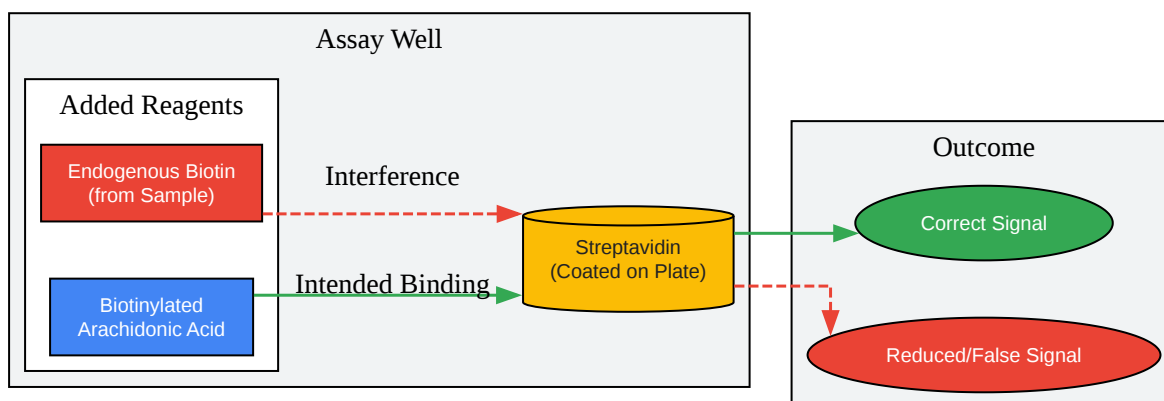 Assay Well
Added Reagents
Endogenous Biotin
(from Sample)
Interference
Biotinylated
Arachidonic Acid
Intended Binding
Streptavidin
(Coated on Plate)
Outcome
Correct Signal
Reduced/False Signal